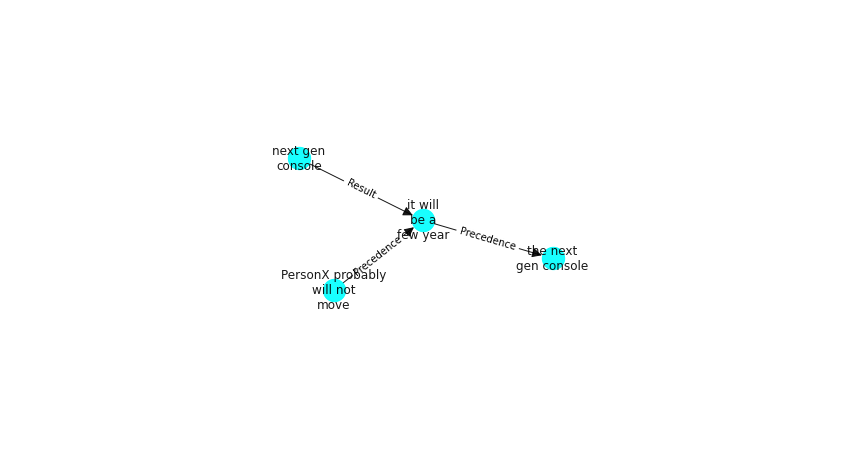 next gen
console
Result
it will
be a
few year
Precedence
the next
gen console
Precedence
PersonX probably
will not
move